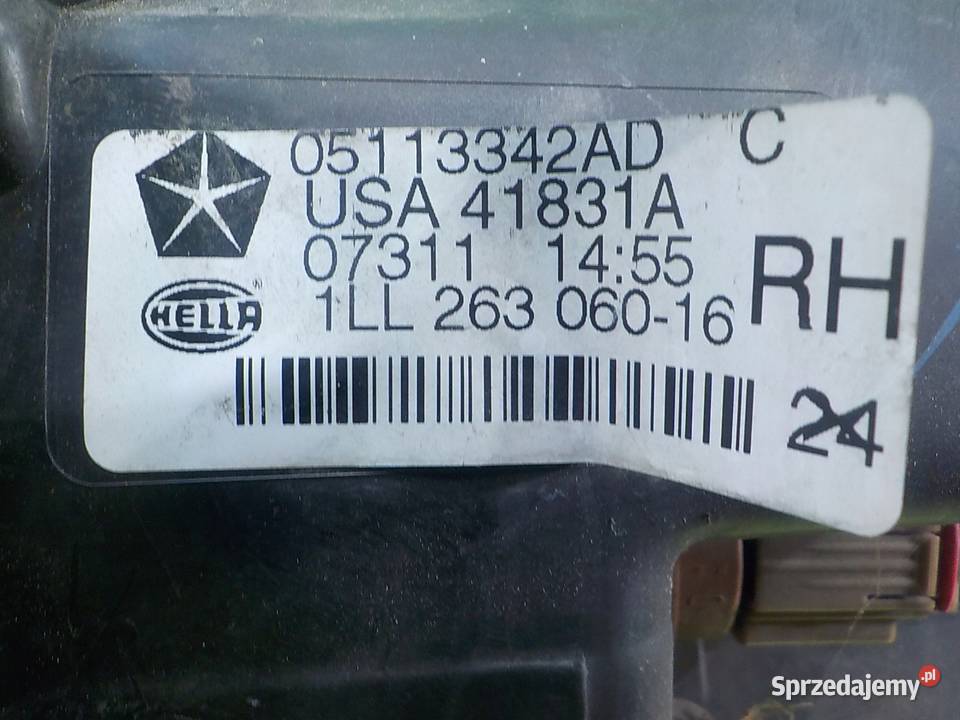 05113342AD C
USA 41831A
07311 14:55
RH
HELLA ®
1LL 263 060-16
24
Sprzedajemy.pl